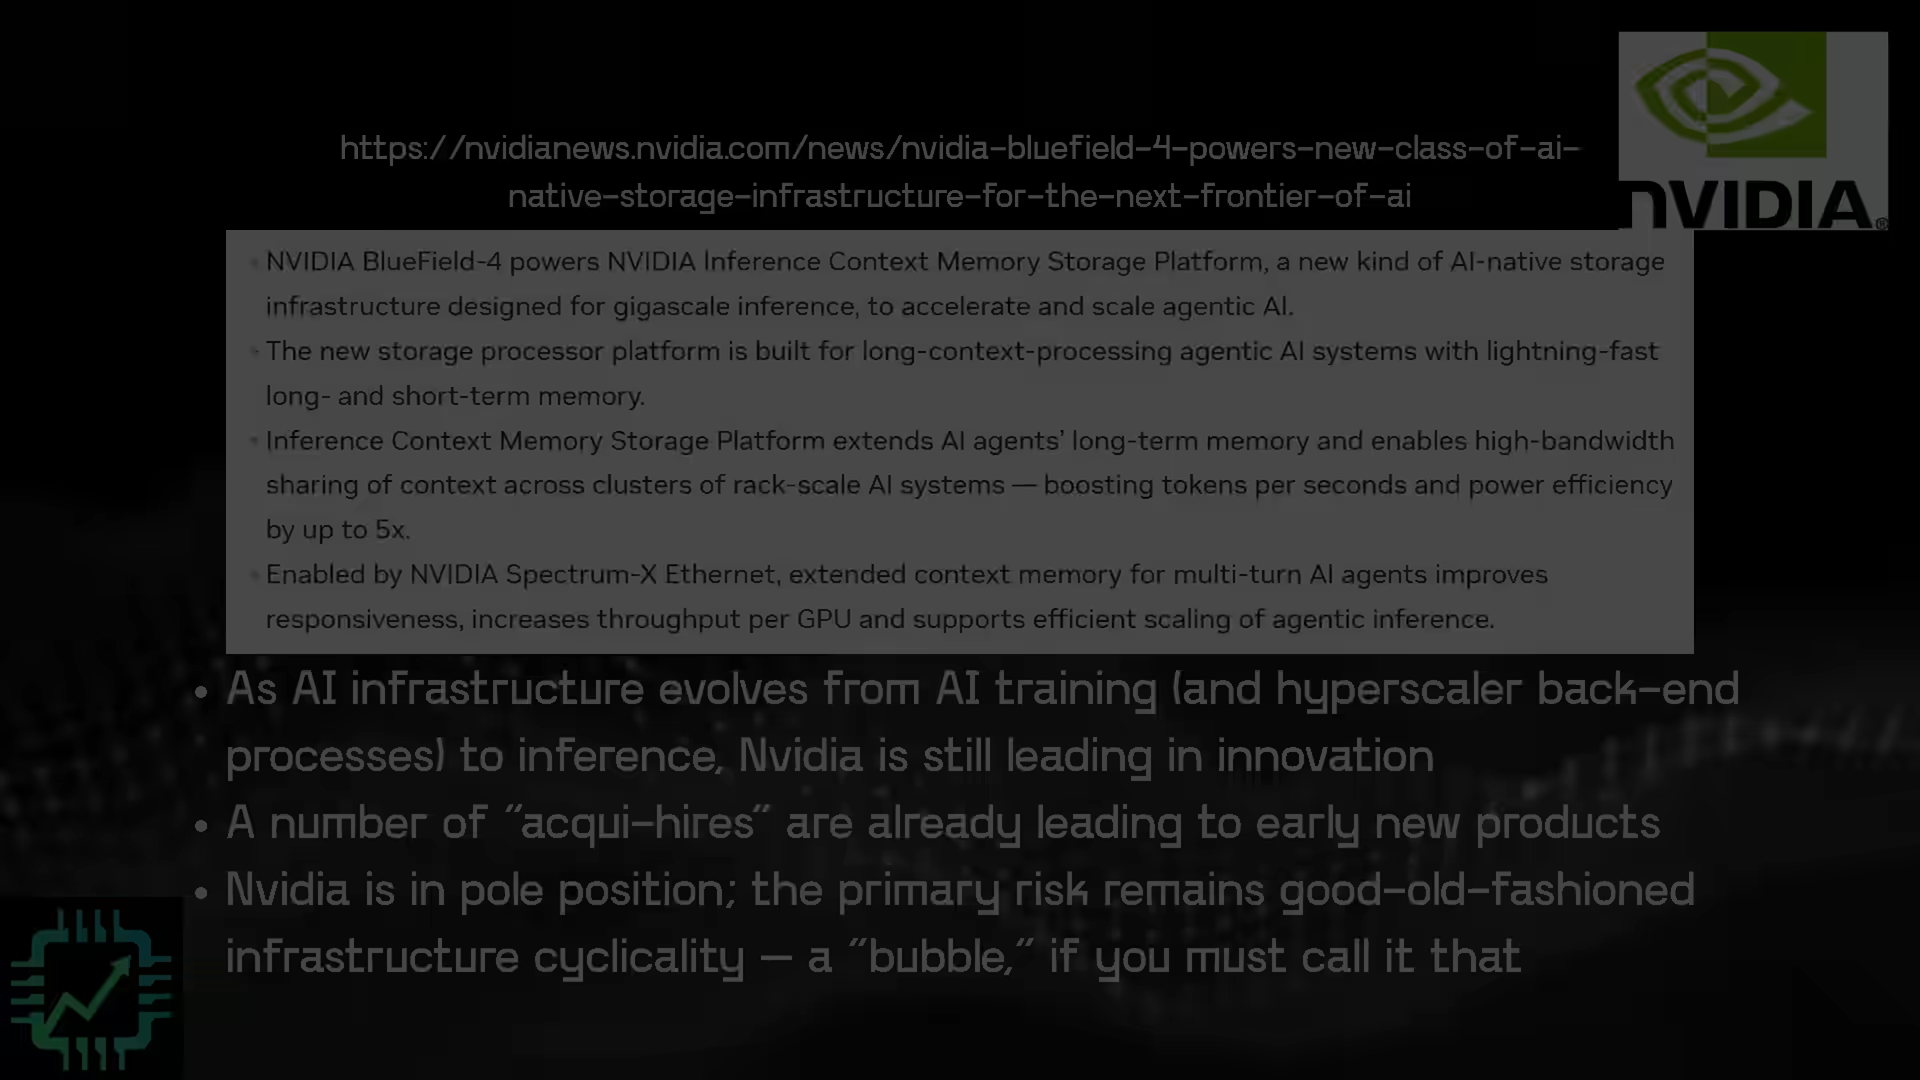 https://nvidianews.nvidia.com/news/nvidia-bluefield-4-powers-new-class-of-ai-
native-storage-infrastructure-for-the-next-frontier-of-ai
nVIDIA®
• NVIDIA BlueField-4 powers NVIDIA Inference Context Memory Storage Platform, a new kind of AI-native storage
infrastructure designed for gigascale inference, to accelerate and scale agentic AI.
• The new storage processor platform is built for long-context-processing agentic AI systems with lightning-fast
long- and short-term memory.
• Inference Context Memory Storage Platform extends AI agents’ long-term memory and enables high-bandwidth
sharing of context across clusters of rack-scale AI systems — boosting tokens per seconds and power efficiency
by up to 5x.
• Enabled by NVIDIA Spectrum-X Ethernet, extended context memory for multi-turn AI agents improves
responsiveness, increases throughput per GPU and supports efficient scaling of agentic inference.
• As AI infrastructure evolves from AI training (and hyperscaler back-end
processes) to inference, Nvidia is still leading in innovation
• A number of “acqui-hires” are already leading to early new products
• Nvidia is in pole position; the primary risk remains good-old-fashioned
infrastructure cyclicality — a “bubble,” if you must call it that